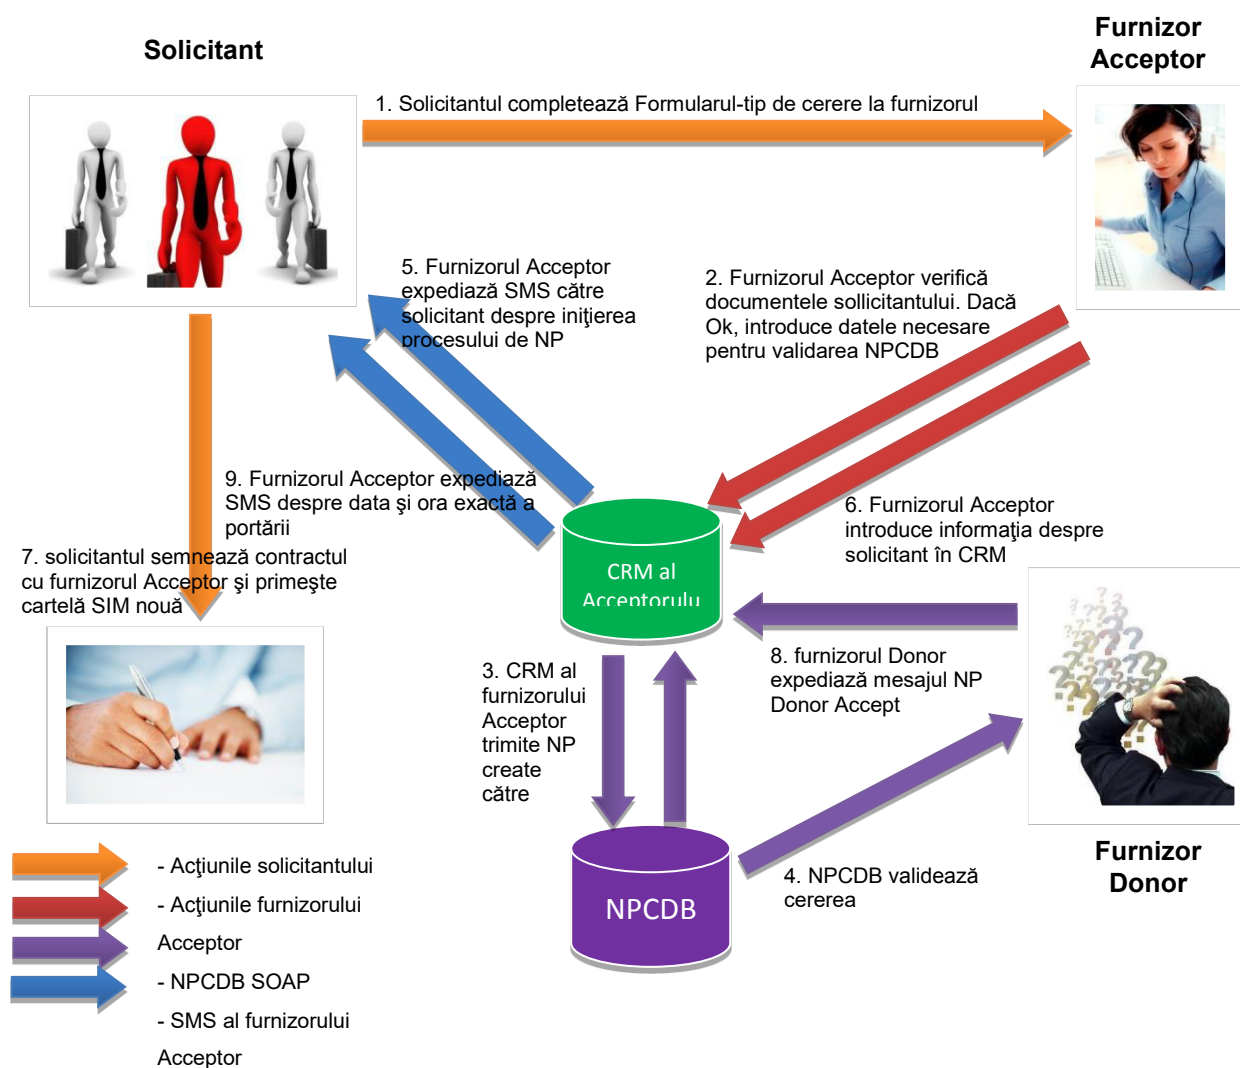 Solicitant
Furnizor
Acceptor
1. Solicitantul completează Formularul-tip de cerere la furnizorul
5. Furnizorul Acceptor
expediază SMS către
solicitant despre iniţierea
procesului de NP
2. Furnizorul Acceptor verifică
documentele sollicitantului. Dacă
Ok, introduce datele necesare
pentru validarea NPCDB
9. Furnizorul Acceptor expediază
SMS despre data şi ora exactă a
portării
6. Furnizorul Acceptor
introduce informaţia despre
solicitant în CRM
7. solicitantul semnează contractul
cu furnizorul Acceptor şi primeşte
cartelă SIM nouă
CRM al
Acceptorulu
3. CRM al
furnizorului
Acceptor
trimite NP
create
către
8. furnizorul Donor
expediază mesajul NP
Donor Accept
NPCDB
4. NPCDB validează
cererea
Furnizor
Donor
- Acţiunile solicitantului
- Acţiunile furnizorului
Acceptor
- NPCDB SOAP
- SMS al furnizorului
Acceptor